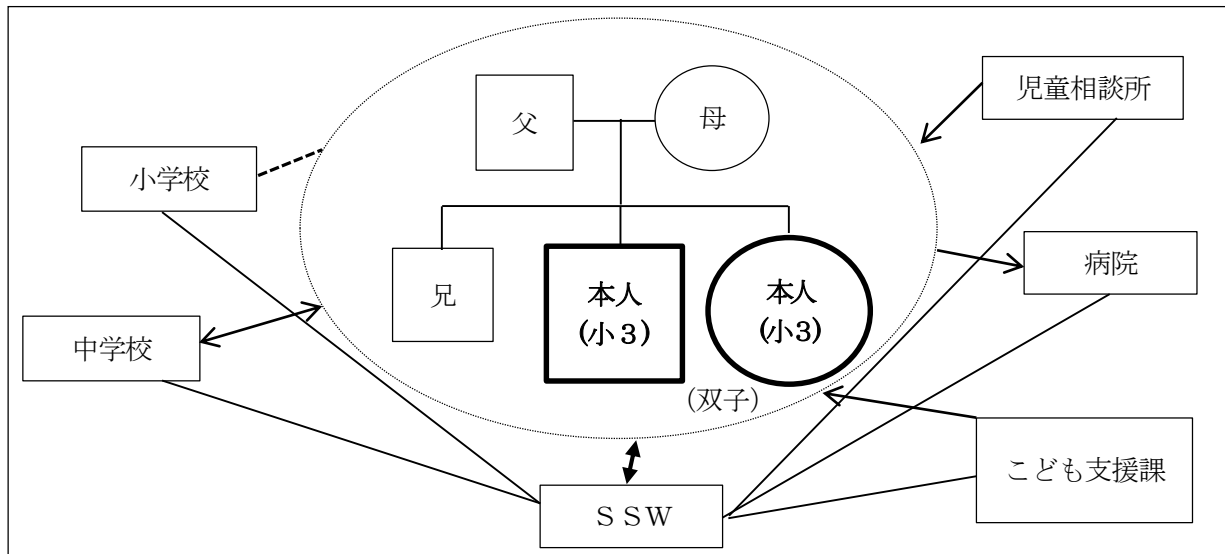 児童相談所
父
母
小学校
病院
兄
本人
(小３)
本人
(小3)
中学校
(双子)
こども支援課
ＳＳＷ